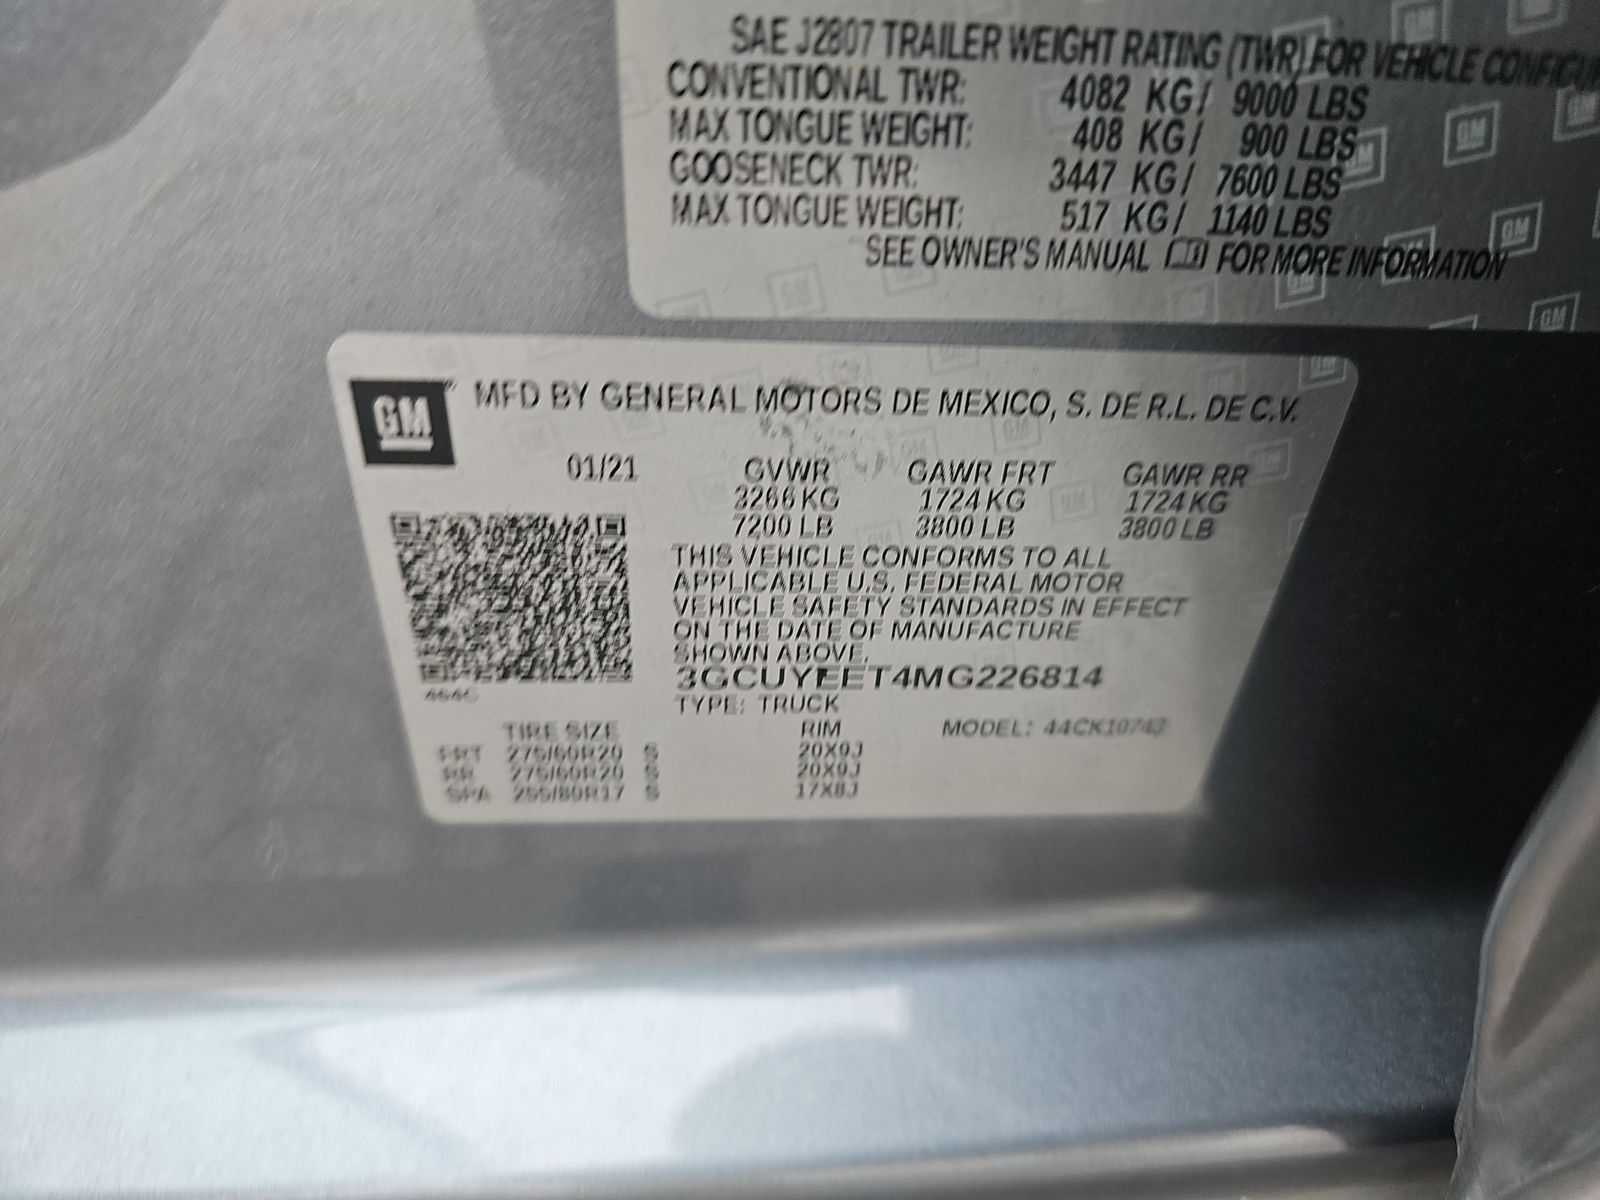 SAE J2807 TRAILER WEIGHT RATING (TWR) FOR VEHICLE
CONVENTIONAL TWR: 4082 KG/ 9000 LBS
MAX TONGUE WEIGHT: 408 KG/ 900 LBS
GOOSENECK TWR: 3447 KG/ 7600 LBS
MAX TONGUE WEIGHT: 517 KG/ 1140 LBS
SEE OWNER'S MANUAL FOR MORE INFORMATION
GM MFD BY GENERAL MOTORS DE MEXICO, S. DE R.L. DE C.V.
01/21 GVWR GAWR FRT GAWR RR
3266 KG 1724 KG 1724 KG
7200 LB 3800 LB 3800 LB
THIS VEHICLE CONFORMS TO ALL
APPLICABLE U.S. FEDERAL MOTOR
VEHICLE SAFETY STANDARDS IN EFFECT
ON THE DATE OF MANUFACTURE
SHOWN ABOVE.
3GCUYEET4MG226814
TYPE: TRUCK
TIRE SIZE RIM MODEL:
FRT 275/60R20 S 20X9J
RR 275/60R20 S 20X9J
SPA 255/80R17 S 17X8J